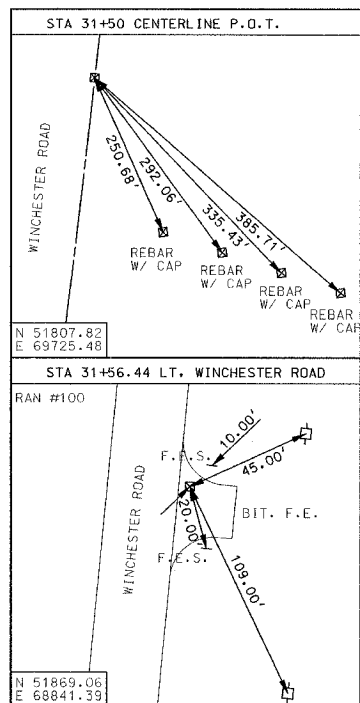 STA 31+50 CENTERLINE P.O.T.
WINCHESTER ROAD
250.68'
292.06'
335.43'
385.71'
REBAR
W/ CAP
REBAR
W/ CAP
REBAR
W/ CAP
REBAR
W/ CAP
N 51807.82
E 69725.48
STA 31+56.44 LT. WINCHESTER ROAD
RAN #100
WINCHESTER ROAD
F.E.S.
10.00'
45.00'
BIT. F.E.
20.00'
F.E.S.
109.00'
N 51869.06
E 68841.39